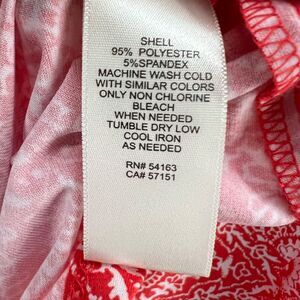 SHELL
95% POLYESTER
5%SPANDEX
MACHINE WASH COLD
WITH SIMILAR COLORS
ONLY NON CHLORINE
BLEACH
WHEN NEEDED
TUMBLE DRY LOW
COOL IRON
AS NEEDED
RN# 54163
CA# 57151